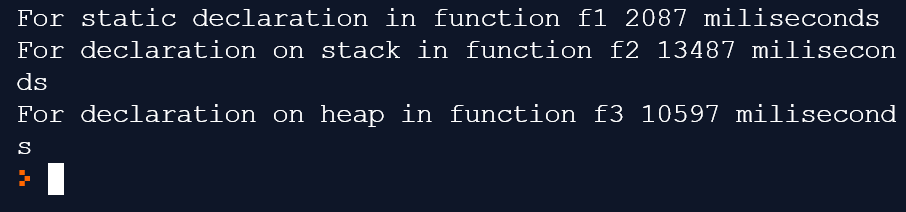 For static declaration in function f1 2087 miliseconds
For declaration on stack in function f2 13487 milisecon
ds
For declaration on heap in function f3 10597 milisecond
s